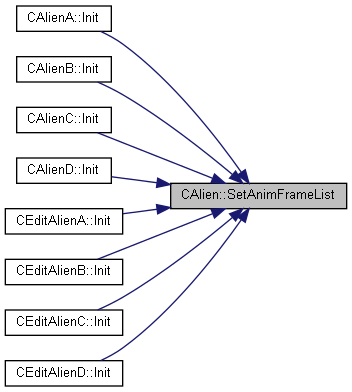 CAlienA::Init
CAlienB::Init
CAlienC::Init
CAlienD::Init
CAlien::SetAnimFrameList
CEditAlienA::Init
CEditAlienB::Init
CEditAlienC::Init
CEditAlienD::Init